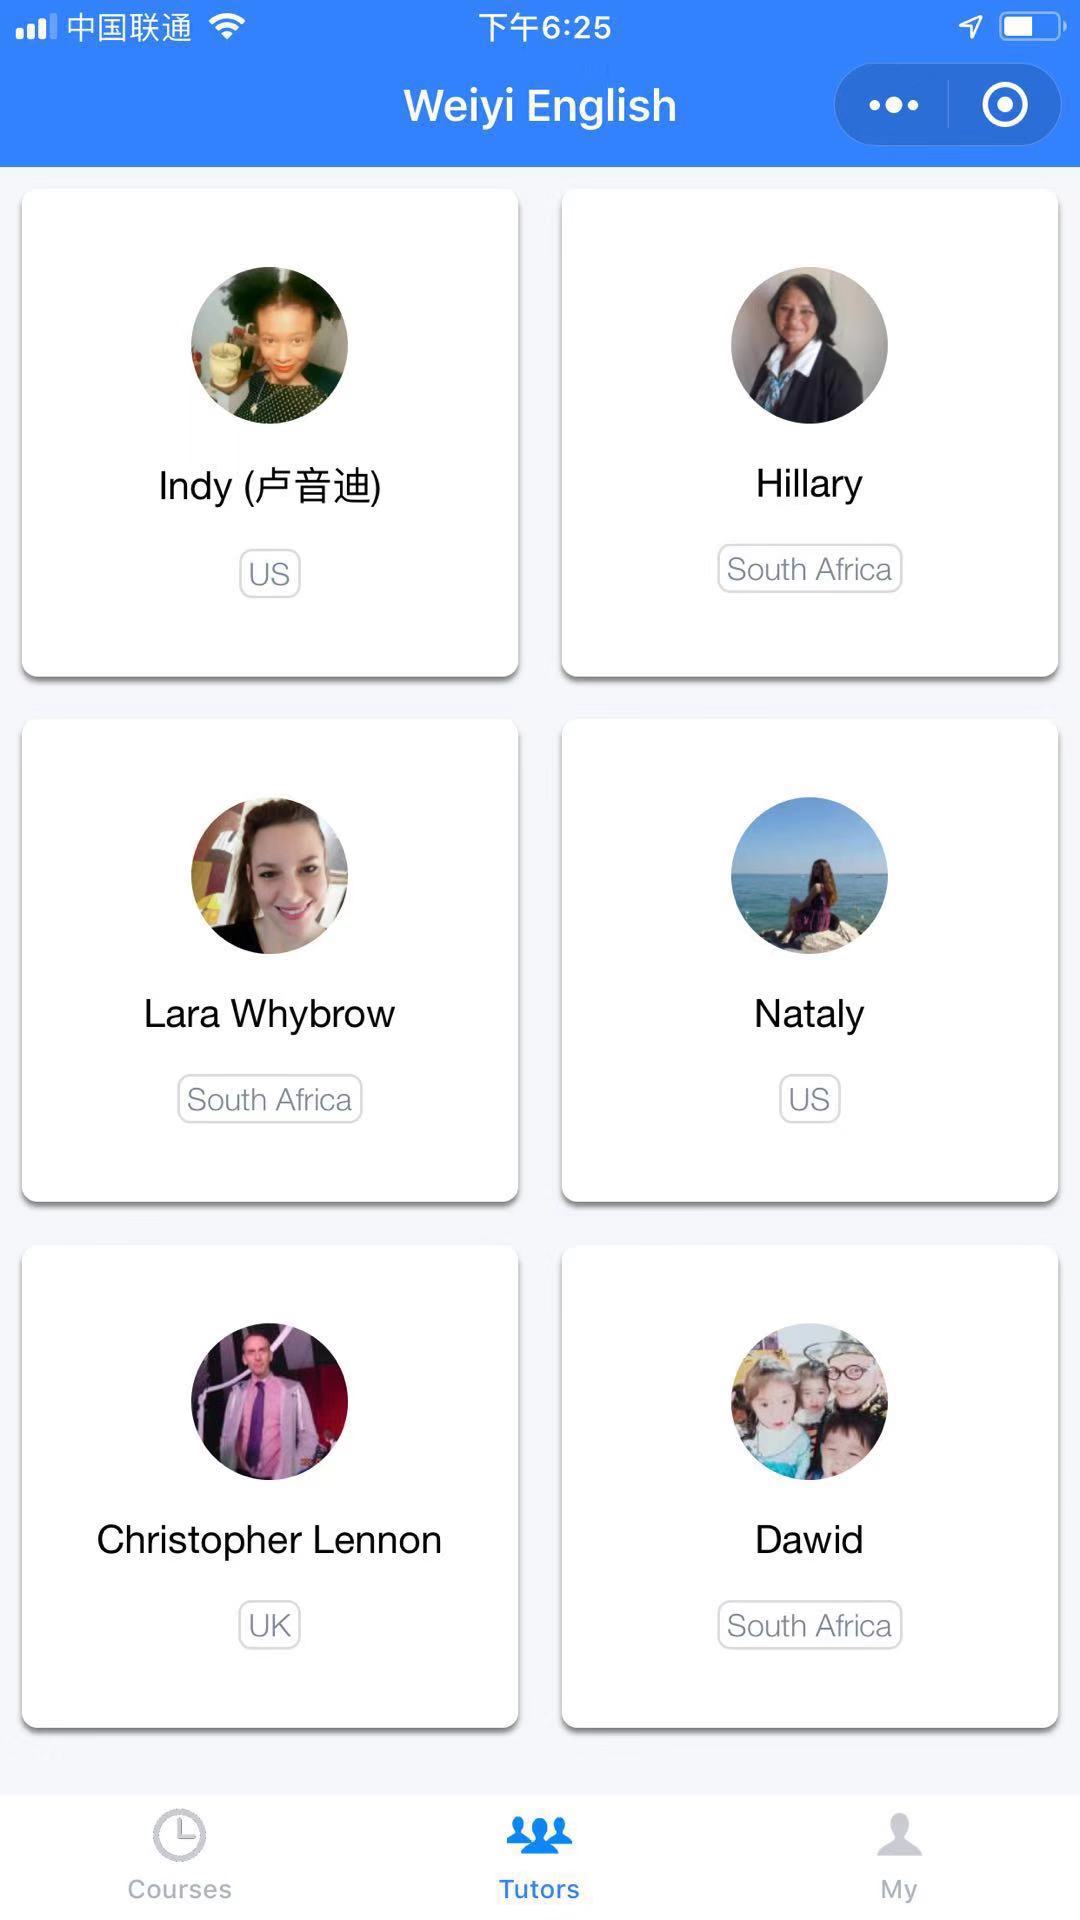 中国联通
下午6:25
Weiyi English
Indy (卢音迪)
US
Hillary
South Africa
Lara Whybrow
South Africa
Nataly
US
Christopher Lennon
UK
Dawid
South Africa
Courses
Tutors
My